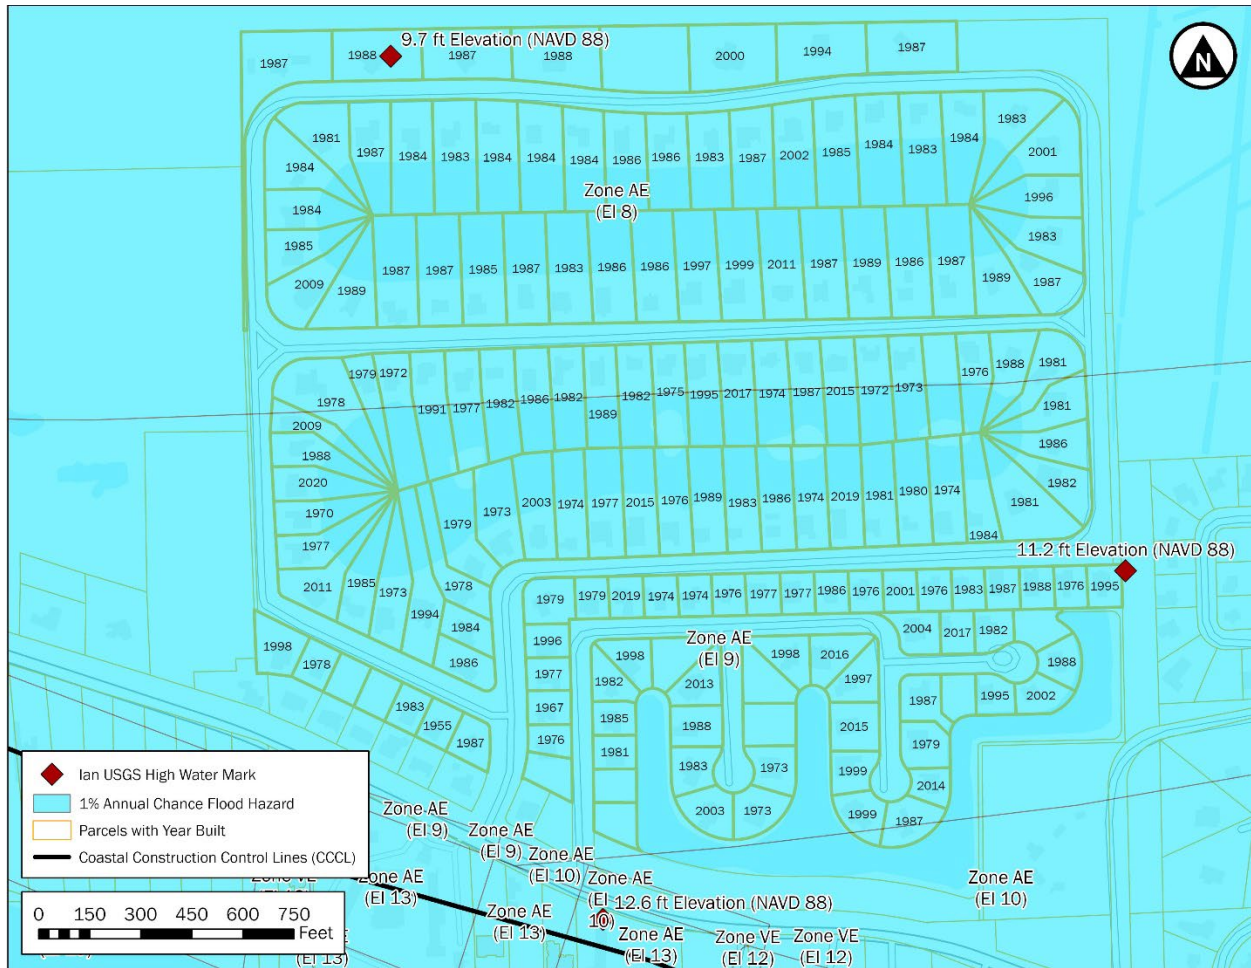 9.7 ft Elevation (NAVD 88)
N
1987 1988 1987 1988 2000 1994 1987
1981 1987 1984 1983 1984 1984 1984 1986 1986 1983 1987 2002 1985 1984 1983 1984 1983
1984 2001
Zone AE
(El 8)
1984 1996
1985 1983
2009 1989 1987 1987 1985 1987 1983 1986 1986 1997 1999 2011 1987 1989 1986 1987 1989 1987
1979 1972 1976 1988 1981
1978 1991 1977 1982 1986 1982 1989 1982 1975 1995 2017 1974 1987 2015 1972 1973 1981
2009 1986
1988
2020 1982
1970 1979 1973 2003 1974 1977 2015 1976 1989 1983 1986 1974 2019 1981 1980 1974 1981
1977 1984
11.2 ft Elevation (NAVD 88)
2011 1985 1973 1994 1978
1979 1979 2019 1974 1974 1976 1977 1977 1986 1976 2001 1976 1983 1987 1988 1976 1995
1984 1996 2004 2017 1982
Zone AE
(El 9)
1998 1978 1986 1977 1998 1998 2016 1988
1982 2013 1997 1987 1995 2002
1983 1955 1987 1967 1985 1988 2015
1976 1981 1979
1983 1973 1999 2014
2003 1973 1999 1987
Ian USGS High Water Mark
1% Annual Chance Flood Hazard
Parcels with Year Built
Coastal Construction Control Lines (CCCL)
Zone AE
(El 9)
Zone AE
(El 9)
Zone AE
(El 10)
Zone AE
(El 13)
Zone AE
(El
10)
12.6 ft Elevation (NAVD 88)
Zone AE
(El 10)
Zone AE
(El 13)
Zone AE
(El 13)
Zone VE
(El 12)
Zone VE
(El 12)
0 150 300 450 600 750
Feet